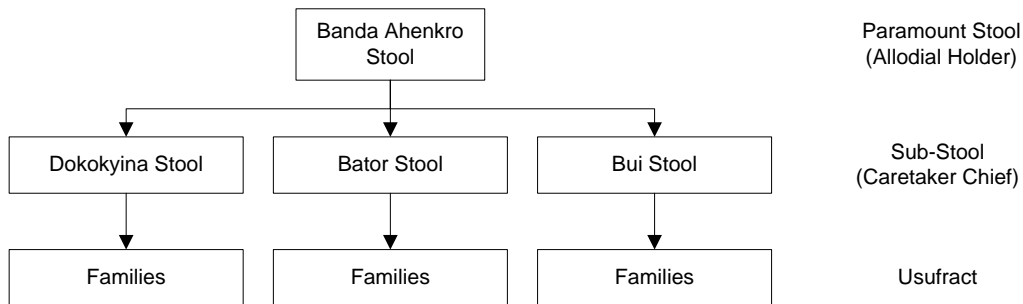 Banda Ahenkro
Stool
Paramount Stool
(Allodial Holder)
Dokokyina Stool
Bator Stool
Bui Stool
Sub-Stool
(Caretaker Chief)
Families
Families
Families
Usufract